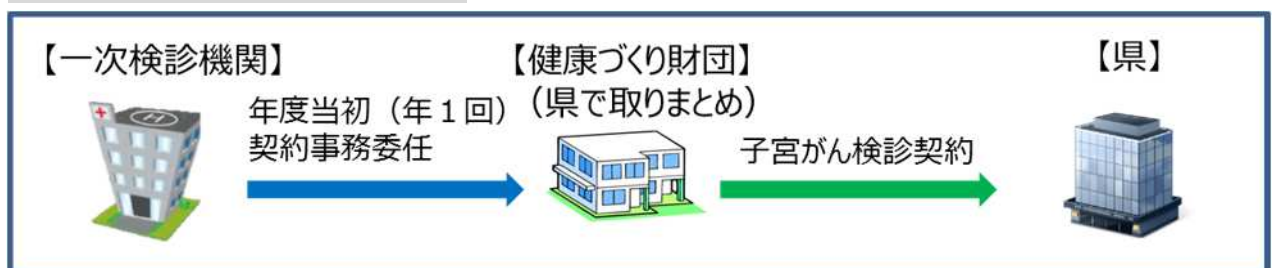 【一次検診機関】
年度当初（年１回）
契約事務委任
【健康づくり財団】
（県で取りまとめ）
子宮がん検診契約
【県】
H